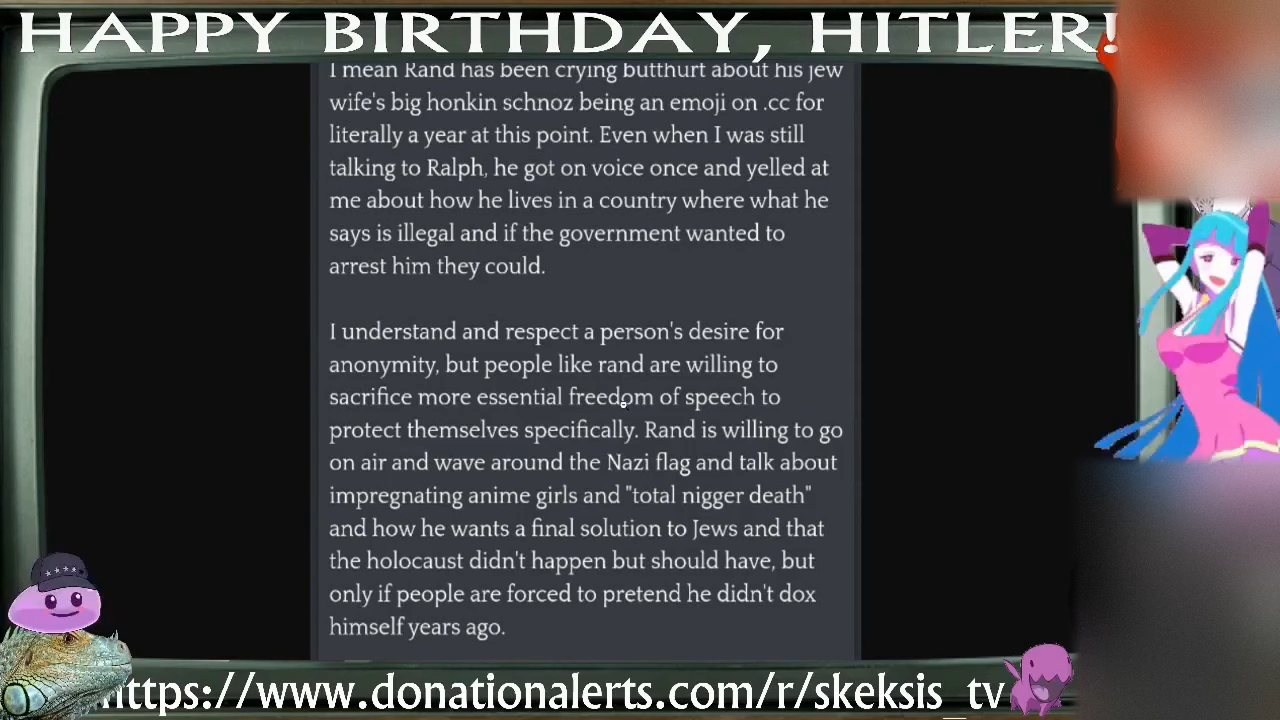 HAPPY BIRTHDAY, HITLER!
I mean Rand has been crying butthurt about his jew
wife's big honkin schnoz being an emoji on .cc for
literally a year at this point. Even when I was still
talking to Ralph, he got on voice once and yelled at
me about how he lives in a country where what he
says is illegal and if the government wanted to
arrest him they could.
I understand and respect a person's desire for
anonymity, but people like rand are willing to
sacrifice more essential freedom of speech to
protect themselves specifically. Rand is willing to go
on air and wave around the Nazi flag and talk about
impregnating anime girls and "total nigger death"
and how he wants a final solution to Jews and that
the holocaust didn't happen but should have, but
only if people are forced to pretend he didn't dox
himself years ago.
https://www.donationalerts.com/r/skeksis_tv